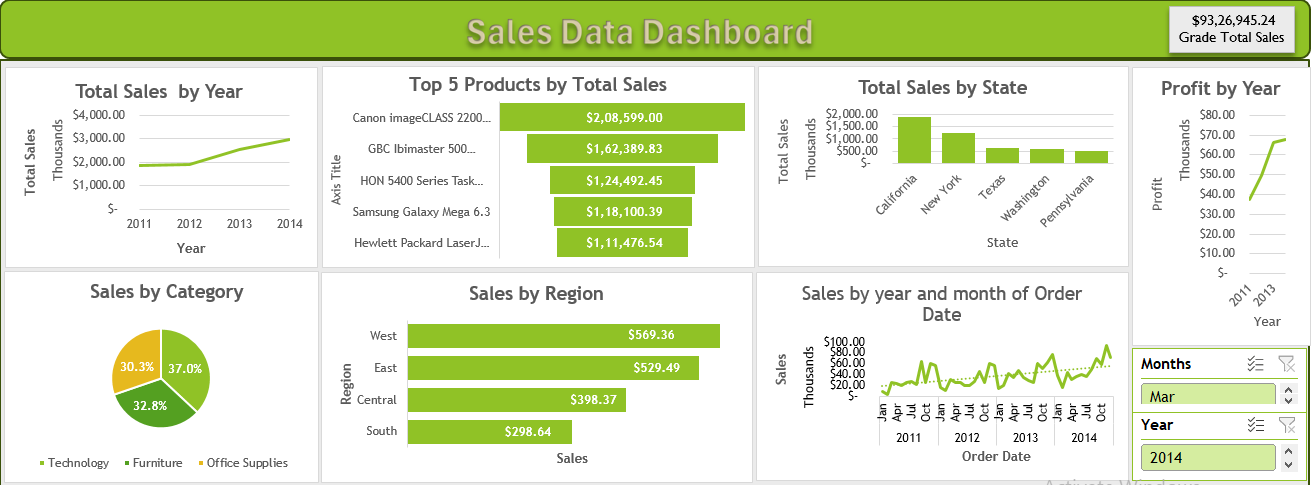 Sales Data Dashboard
$93,26,945.24
Grade Total Sales
Total Sales by Year
$4,000.00
$3,000.00
$2,000.00
$1,000.00
$-
Total Sales
Thousands
2011 2012 2013 2014
Year
Top 5 Products by Total Sales
Axis Title
Canon imageCLASS 2200... $2,08,599.00
GBC Ibimaster 500... $1,62,389.83
HON 5400 Series Task... $1,24,492.45
Samsung Galaxy Mega 6.3 $1,18,100.39
Hewlett Packard LaserJ... $1,11,476.54
Total Sales by State
Total Sales
Thousands
$2,000.00
$1,500.00
$1,000.00
$500.00
$-
California New York Texas Washington Pennsylvania
State
Profit by Year
Profit
Thousands
$80.00
$70.00
$60.00
$50.00
$40.00
$30.00
$20.00
$10.00
$-
2011 2013
Year
Sales by Category
30.3% 37.0%
32.8%
Technology Furniture Office Supplies
Sales by Region
Region
West $569.36
East $529.49
Central $398.37
South $298.64
Sales
Sales by year and month of Order
Date
Sales
Thousands
$100.00
$80.00
$60.00
$40.00
$20.00
$-
Jan Apr Jul Oct Jan Apr Jul Oct Jan Apr Jul Oct Jan Apr Jul Oct
2011 2012 2013 2014
Order Date
Months
Mar
Year
2014
Activate Windows